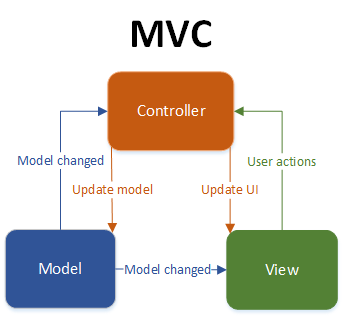 MVC
Controller
Model changed
User actions
Update model
Update UI
Model
Model changed
View